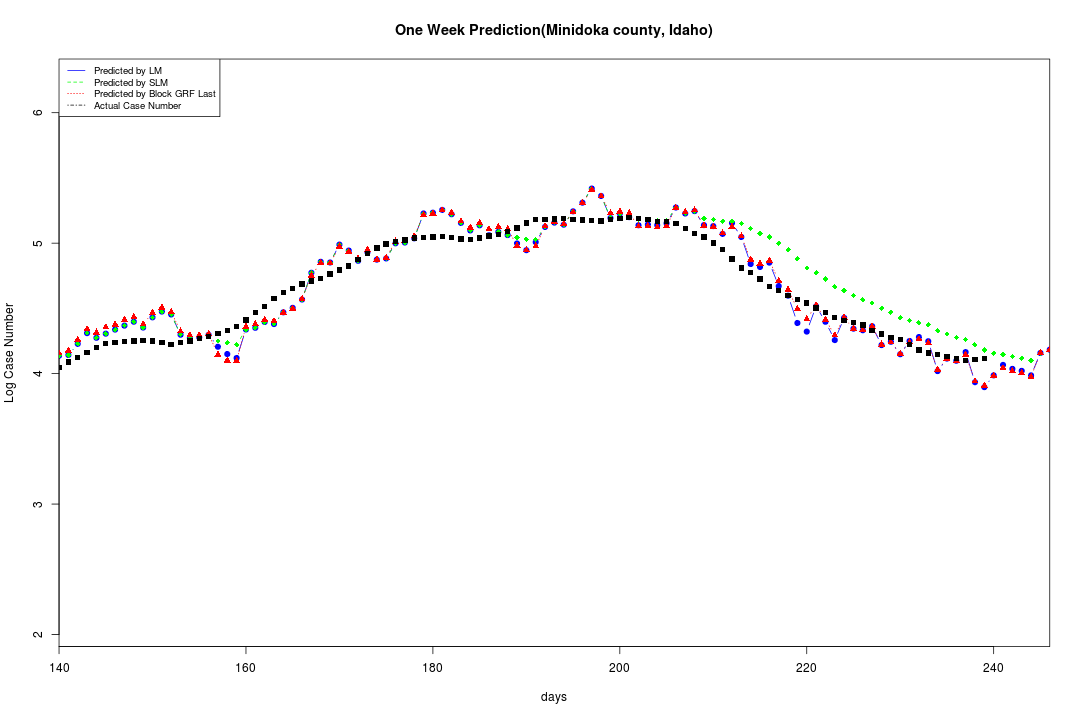 One Week Prediction(Minidoka county, Idaho)
Predicted by LM
Predicted by SLM
Predicted by Block GRF Last
Actual Case Number
6
5
4
3
2
Log Case Number
140 160 180 200 220 240
days